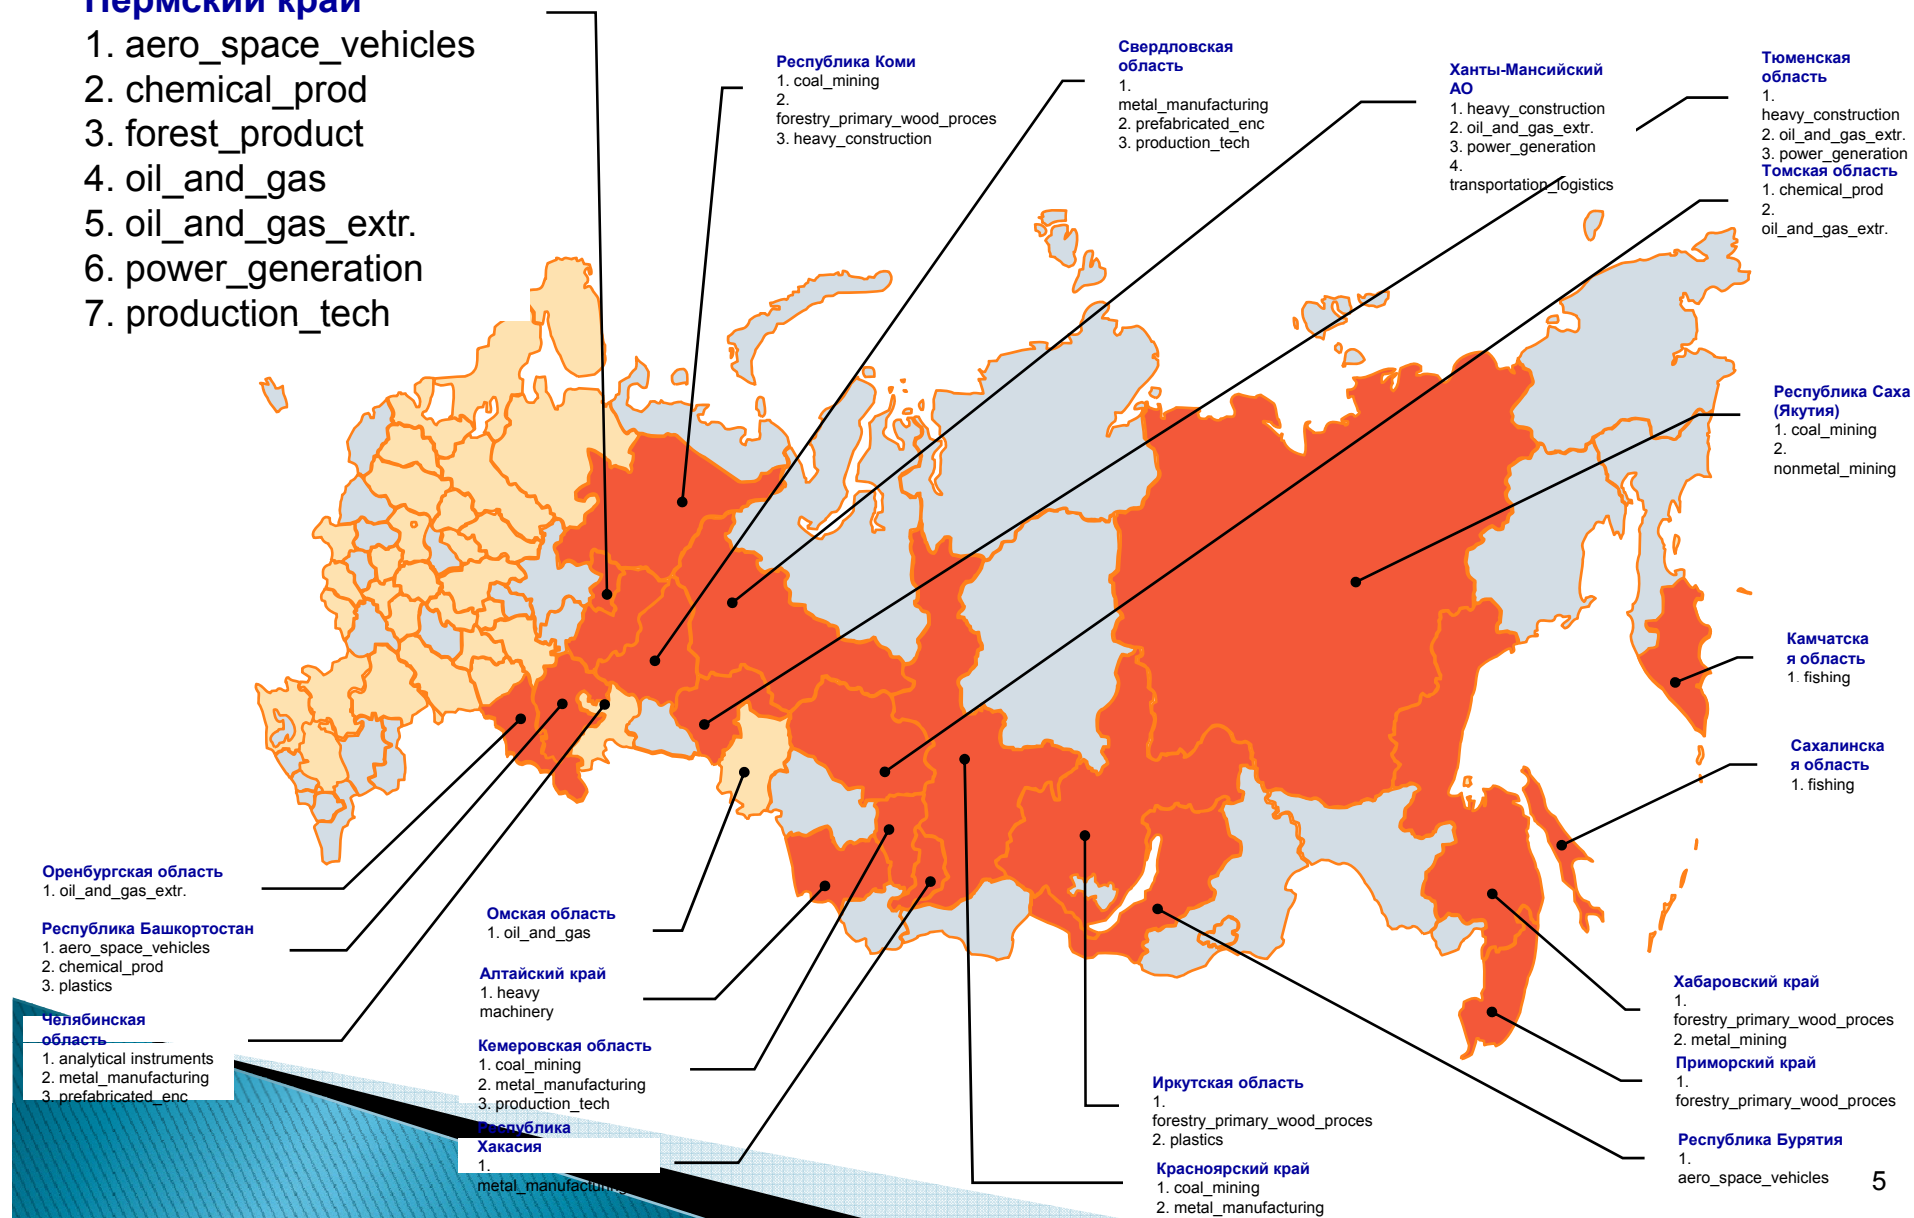 Пермский край
1. aero_space_vehicles
2. chemical_prod
3. forest_product
4. oil_and_gas
5. oil_and_gas_extr.
6. power_generation
7. production_tech
Республика Коми
1. coal_mining
2.
forestry_primary_wood_proces
3. heavy_construction
Свердловская
область
1.
metal_manufacturing
2. prefabricated_enc
3. production_tech
Ханты-Мансийский
АО
1. heavy_construction
2. oil_and_gas_extr.
3. power_generation
4.
transportation_logistics
Тюменская
область
1.
heavy_construction
2. oil_and_gas_extr.
3. power_generation
Томская область
1. chemical_prod
2.
oil_and_gas_extr.
Республика Саха
(Якутия)
1. coal_mining
2.
nonmetal_mining
Камчатска
я область
1. fishing
Сахалинска
я область
1. fishing
Оренбургская область
1. oil_and_gas_extr.
Республика Башкортостан
1. aero_space_vehicles
2. chemical_prod
3. plastics
Челябинская
область
1. analytical instruments
2. metal_manufacturing
3. prefabricated_enc
Омская область
1. oil_and_gas
Алтайский край
1. heavy
machinery
Кемеровская область
1. coal_mining
2. metal_manufacturing
3. production_tech
Республика
Хакасия
1.
metal_manufacturing
Иркутская область
1.
forestry_primary_wood_proces
2. plastics
Красноярский край
1. coal_mining
2. metal_manufacturing
Хабаровский край
1.
forestry_primary_wood_proces
2. metal_mining
Приморский край
1.
forestry_primary_wood_proces
Республика Бурятия
1.
aero_space_vehicles
5